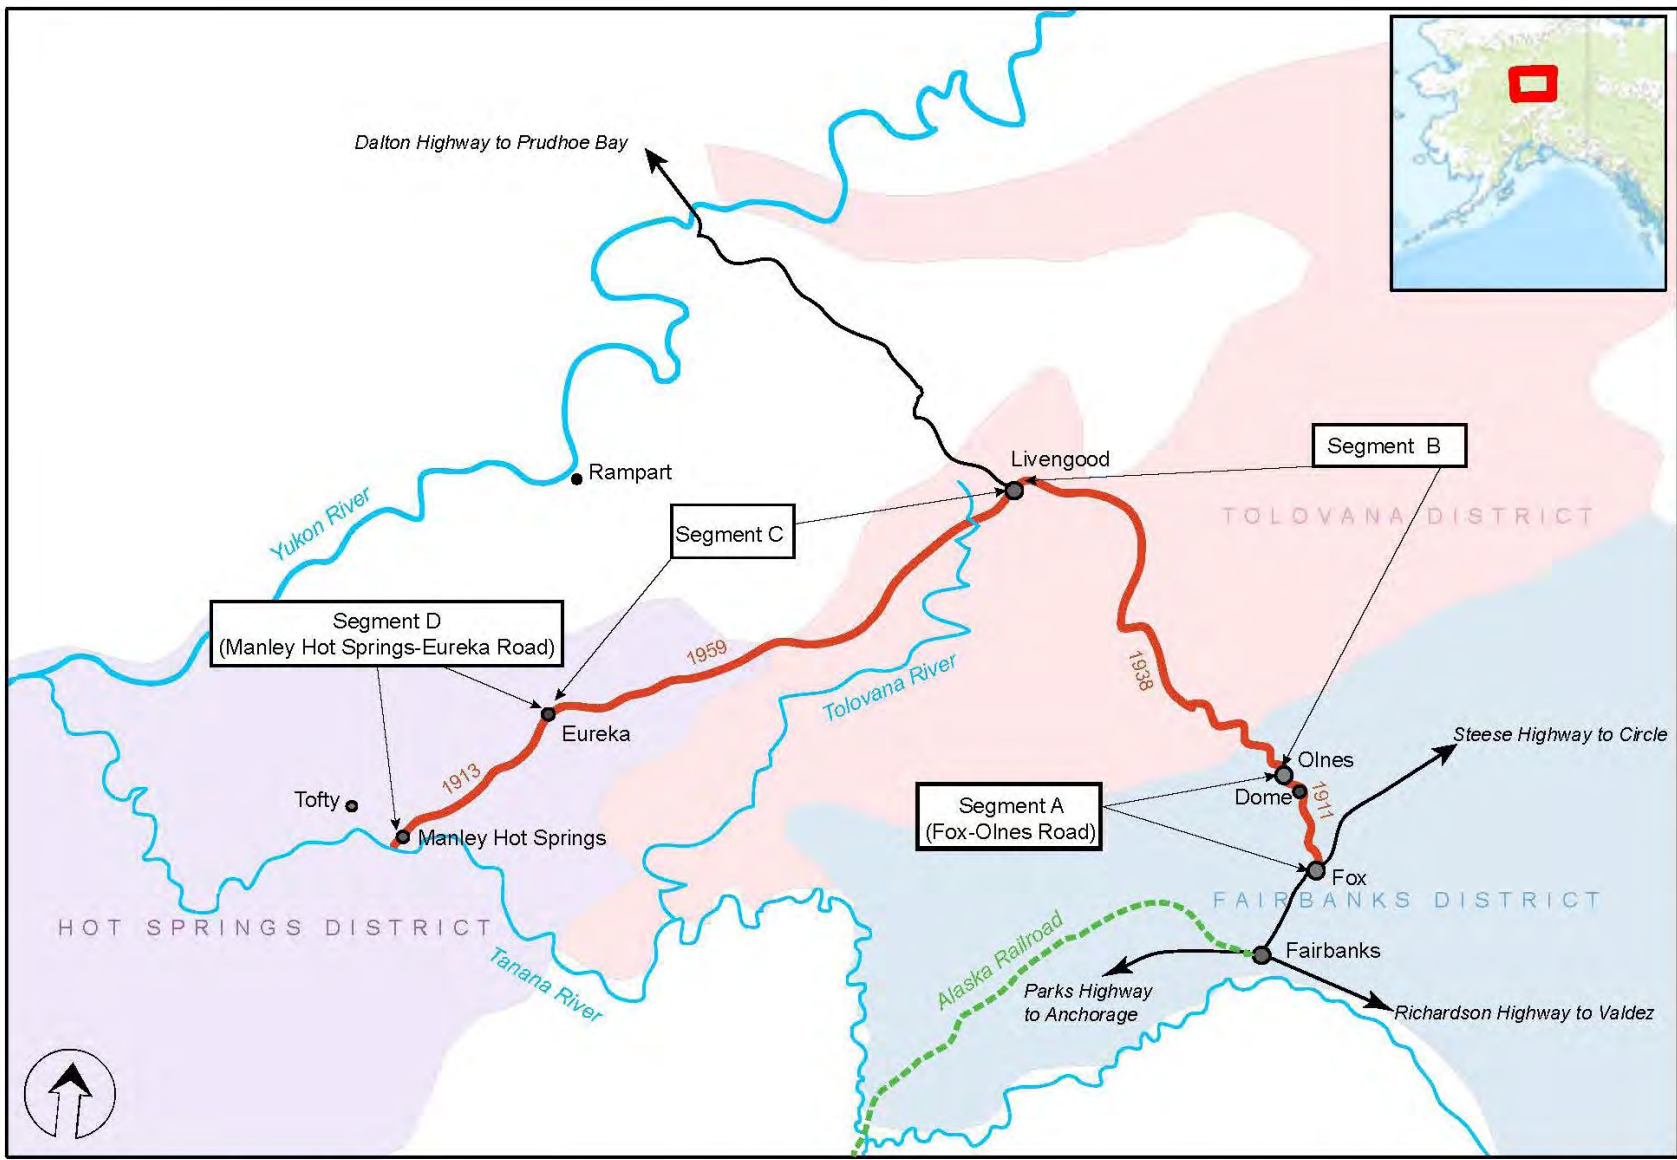 Dalton Highway to Prudhoe Bay
Segment B
Livengood
Rampart
TOLOVANA DISTRICT
Yukon River
Segment C
Segment D
(Manley Hot Springs-Eureka Road)
1959
1938
Tolovana River
Eureka
Steese Highway to Circle
Olnes
1913
Tofty
Dome
1911
Segment A
(Fox-Olnes Road)
Manley Hot Springs
Fox
FAIRBANKS DISTRICT
HOT SPRINGS DISTRICT
Alaska Railroad
Fairbanks
Tanana River
Parks Highway
to Anchorage
Richardson Highway to Valdez